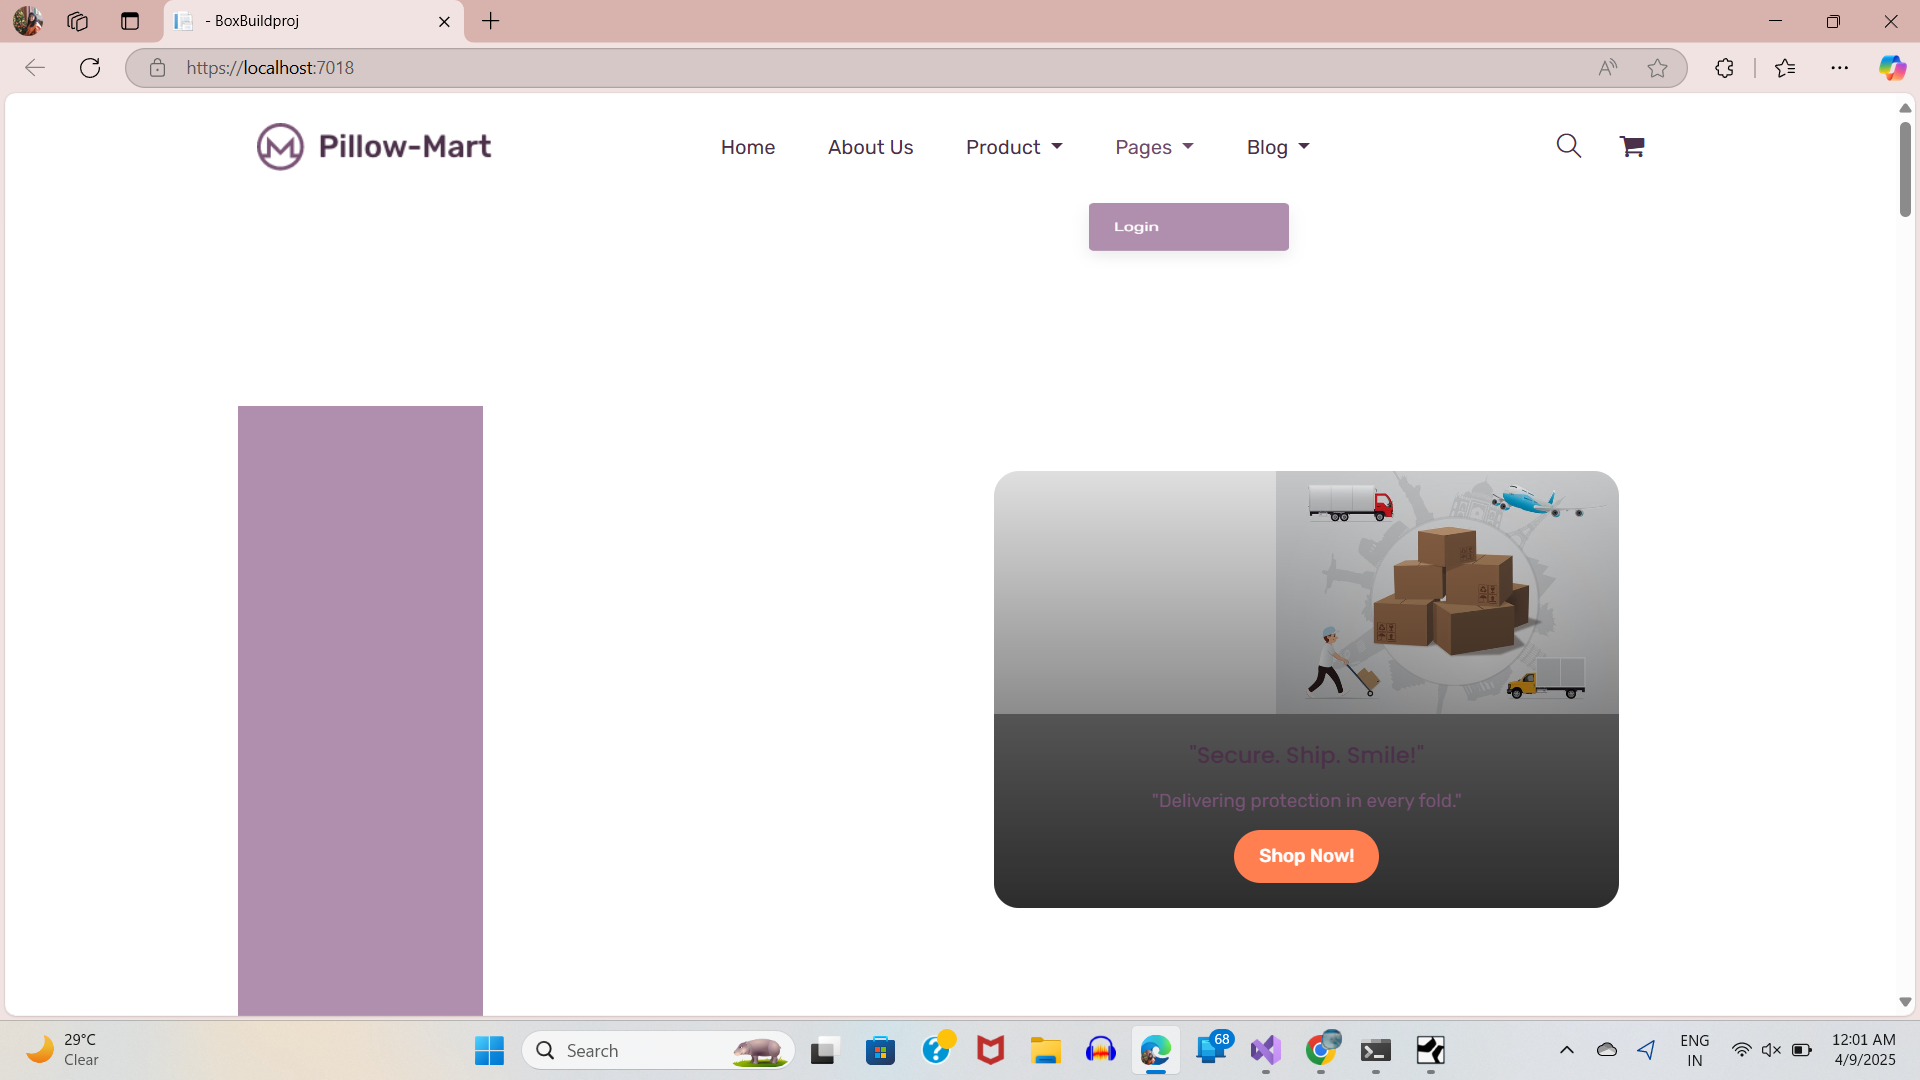 - BoxBuildproj
https://localhost:7018
Pillow-Mart
Home
About Us
Product
Pages
Blog
Login
"Secure. Ship. Smile!"
"Delivering protection in every fold."
Shop Now!
29°C
Clear
Search
68
ENG
IN
12:01 AM
4/9/2025